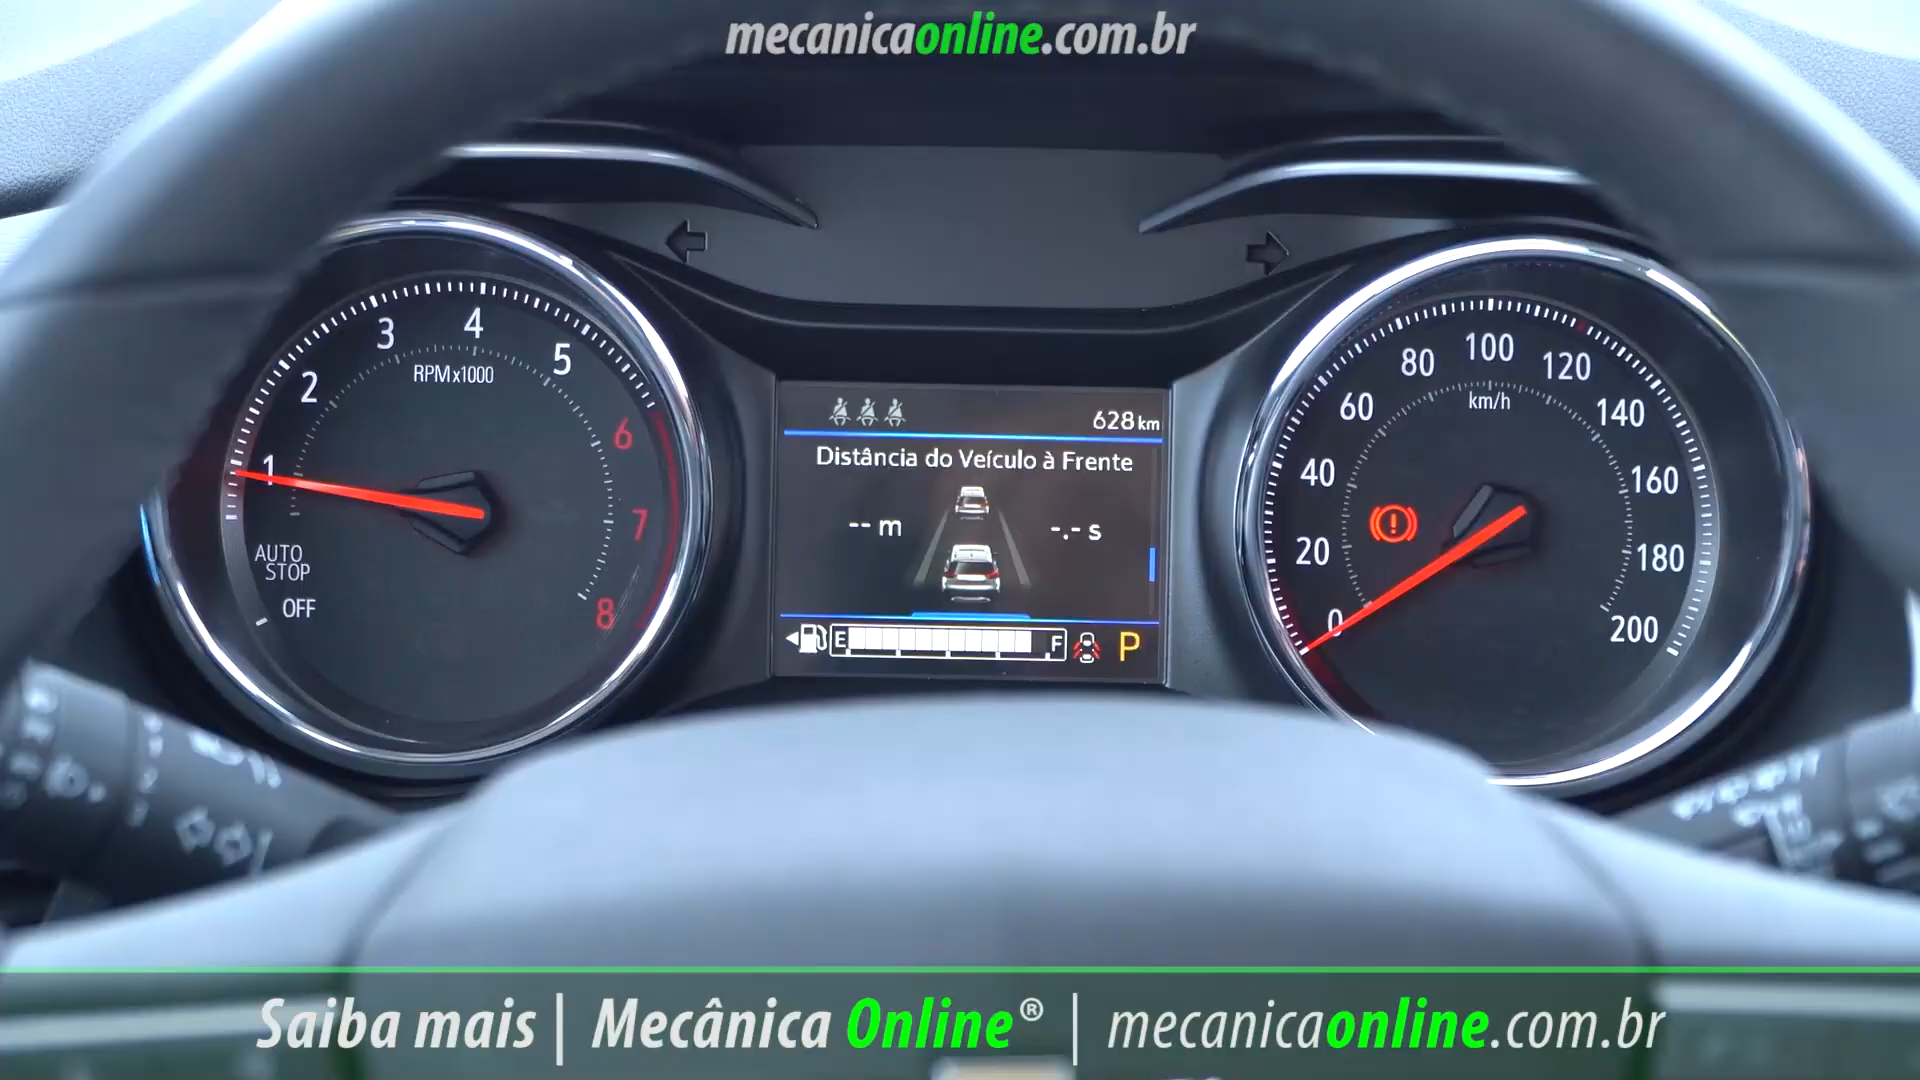 mecanicaonline.com.br
1
2
3
4
5
6
7
8
RPMx1000
AUTO
STOP
OFF
628 km
Distância do Veículo à Frente
-- m
-.- s
E
F
P
0
20
40
60
80
100
120
140
160
180
200
km/h
Saiba mais | Mecânica Online® | mecanicaonline.com.br